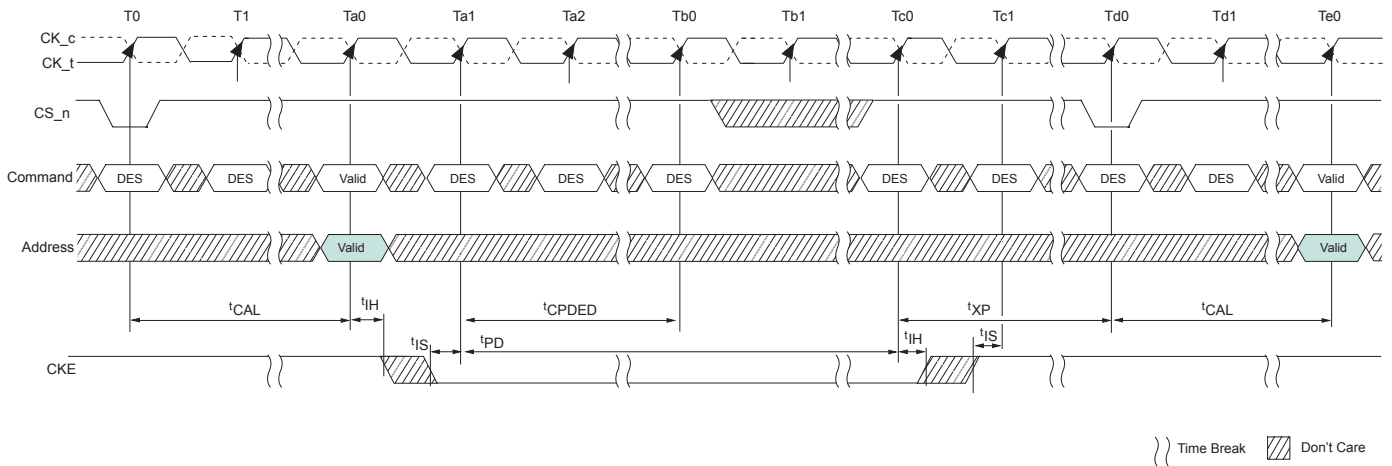 T0 T1 Ta0 Ta1 Ta2 Tb0 Tb1 Tc0 Tc1 Td0 Td1 Te0
CK_c
CK_t
CS_n
Command DES DES Valid DES DES DES DES DES DES DES Valid
Address Valid Valid
tCAL tIH tCPDED tXP tCAL
tIS tPD tIH tIS
CKE
Time Break Don't Care